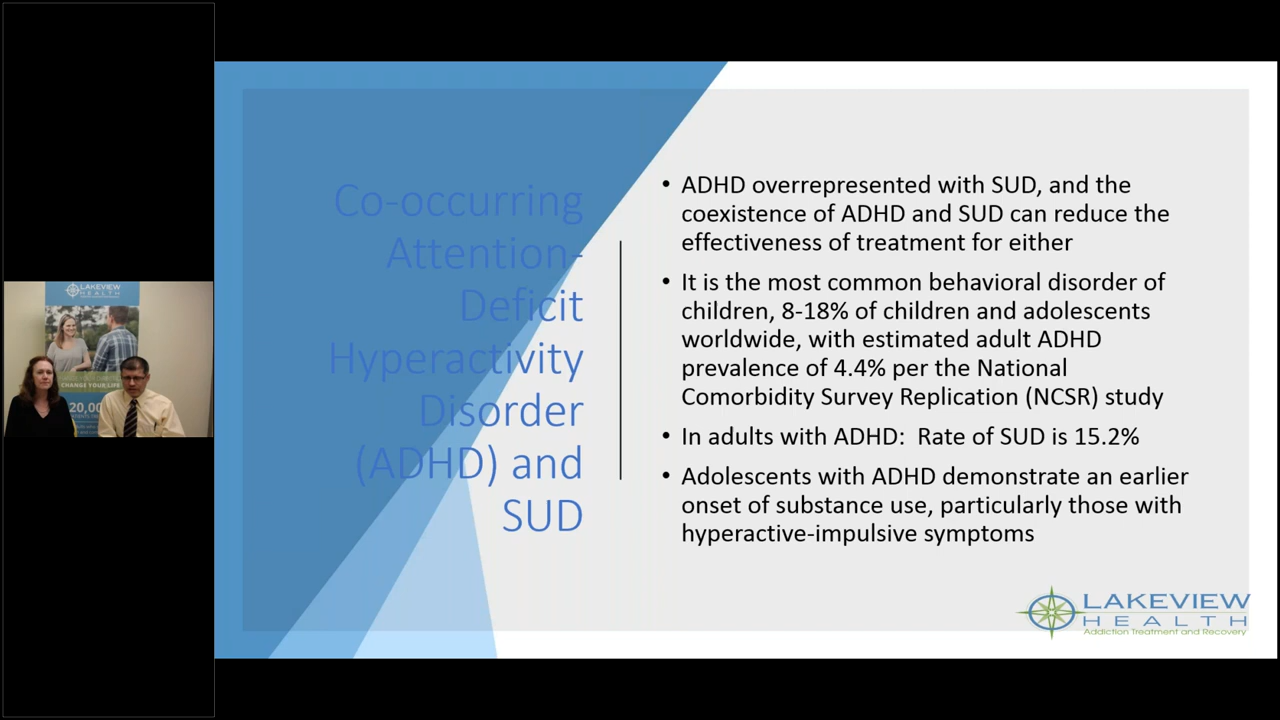 Co-occurring
Attention-
Deficit
Hyperactivity
Disorder
(ADHD) and
SUD
• ADHD overrepresented with SUD, and the
coexistence of ADHD and SUD can reduce the
effectiveness of treatment for either
• It is the most common behavioral disorder of
children, 8-18% of children and adolescents
worldwide, with estimated adult ADHD
prevalence of 4.4% per the National
Comorbidity Survey Replication (NCSR) study
• In adults with ADHD:  Rate of SUD is 15.2%
• Adolescents with ADHD demonstrate an earlier
onset of substance use, particularly those with
hyperactive-impulsive symptoms
LAKEVIEW
HEALTH
Addiction Treatment and Recovery
LAKEVIEW
HEALTH
CHANGE YOUR LIFE